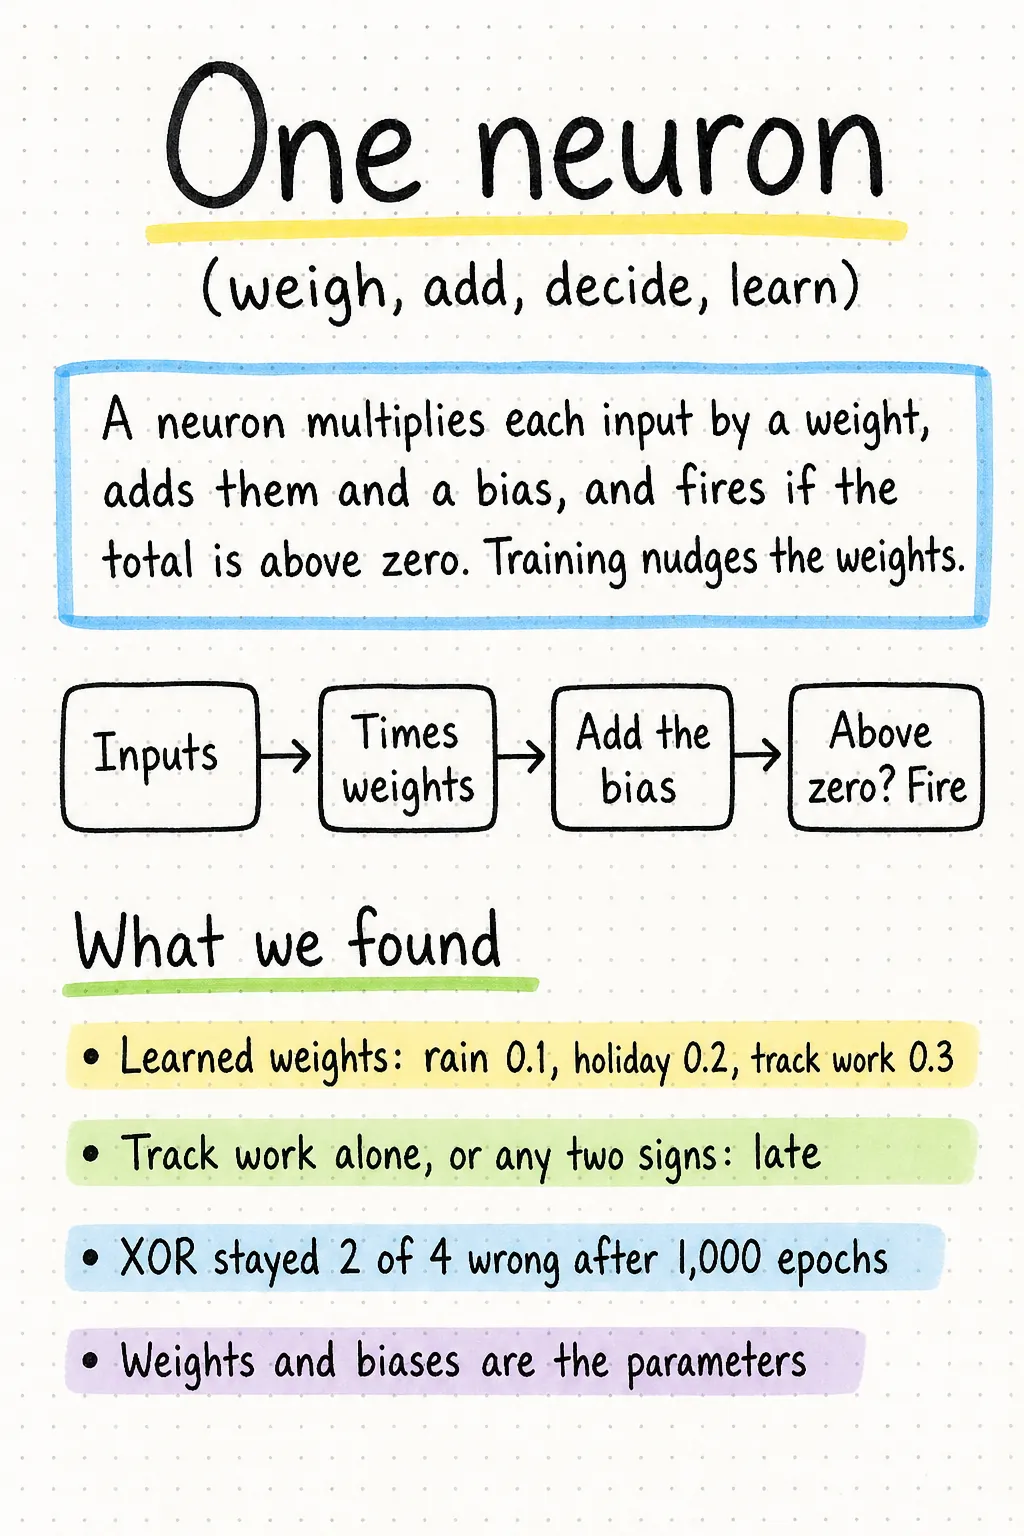 One neuron
(weigh, add, decide, learn)
A neuron multiplies each input by a weight,
adds them and a bias, and fires if the
total is above zero. Training nudges the weights.
Inputs
Times
weights
Add the
bias
Above
zero? Fire
What we found
• Learned weights: rain 0.1, holiday 0.2, track work 0.3
• Track work alone, or any two signs: late
• XOR stayed 2 of 4 wrong after 1,000 epochs
• Weights and biases are the parameters